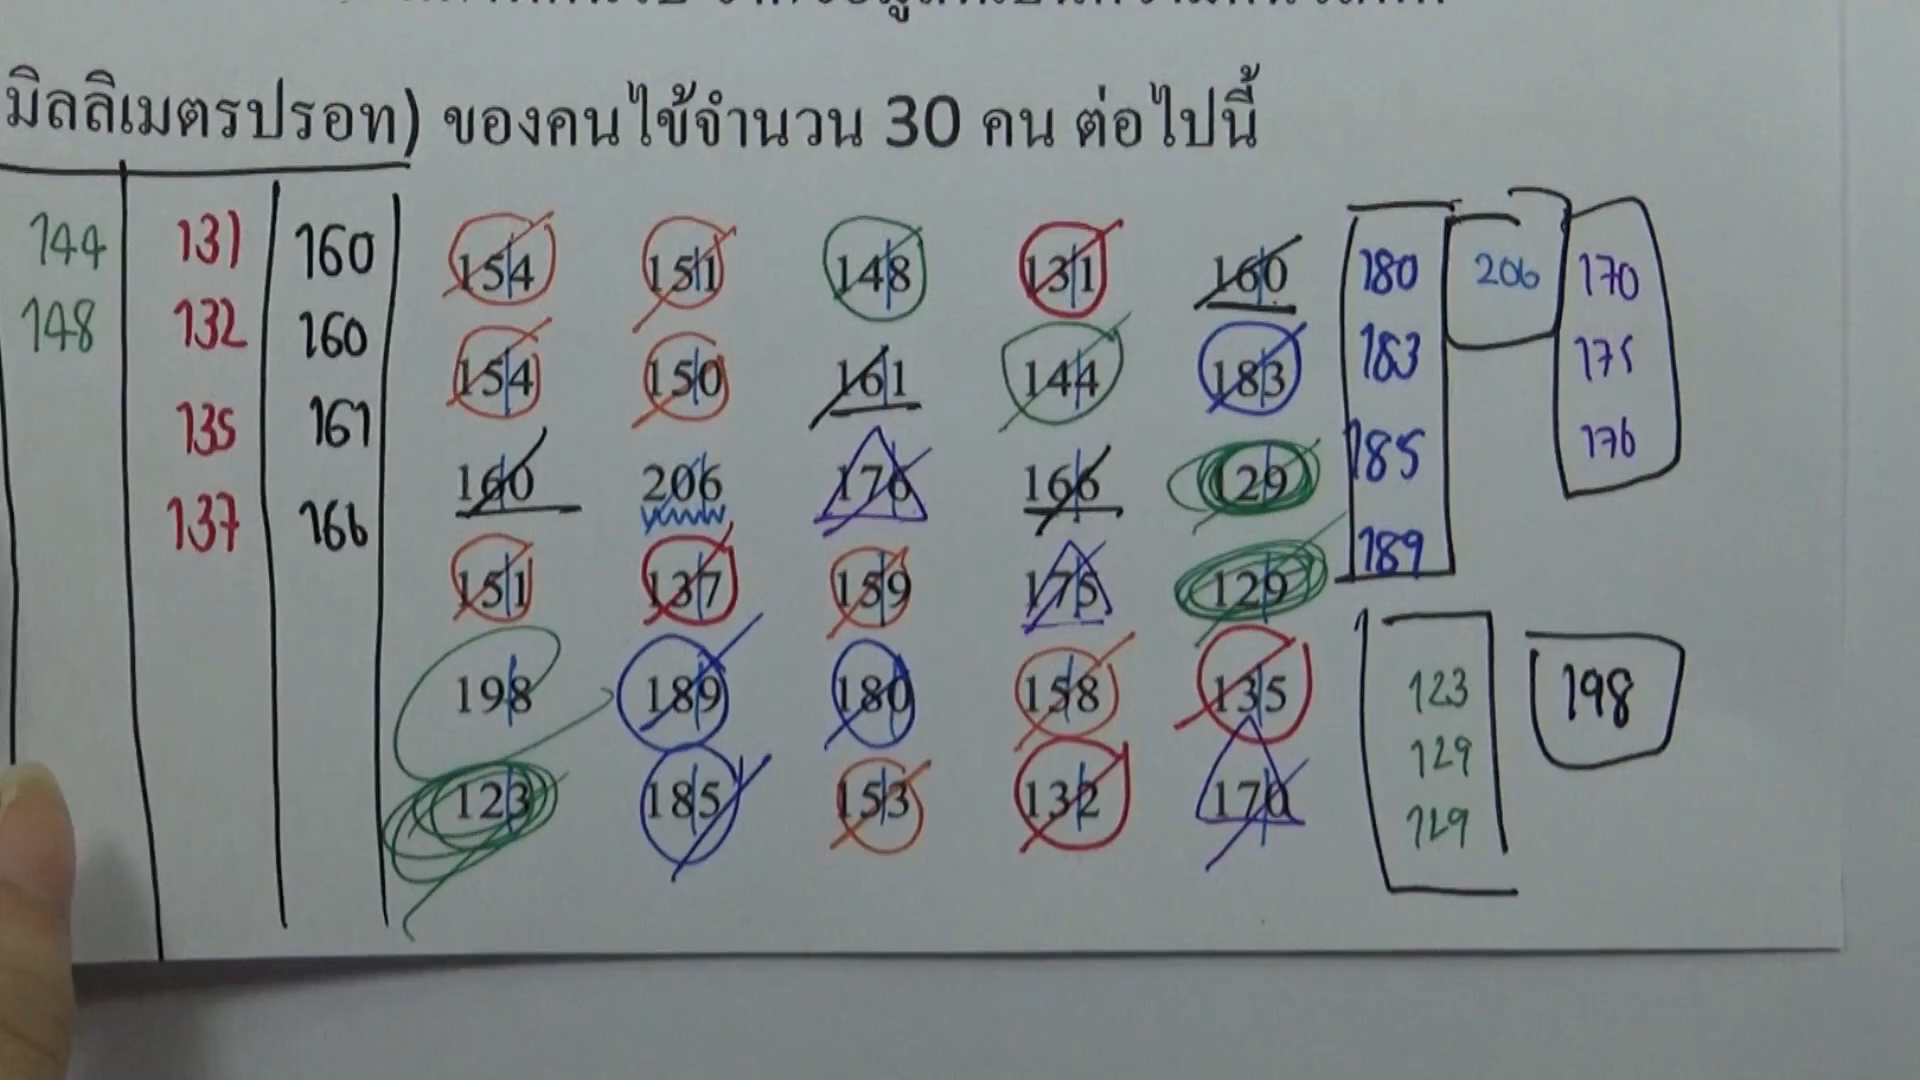 มิลลิเมตรปรอท) ของคนไข้จำนวน 30 คน ต่อไปนี้
144 131 160 154 151 148 131 160 180 206 170
148 132 160 154 150 161 144 183 183 175
135 161 160 206 176 166 129 185 176
137 166 151 137 159 175 129 189
198 189 180 158 135 123 198
129
123 185 153 132 170 129